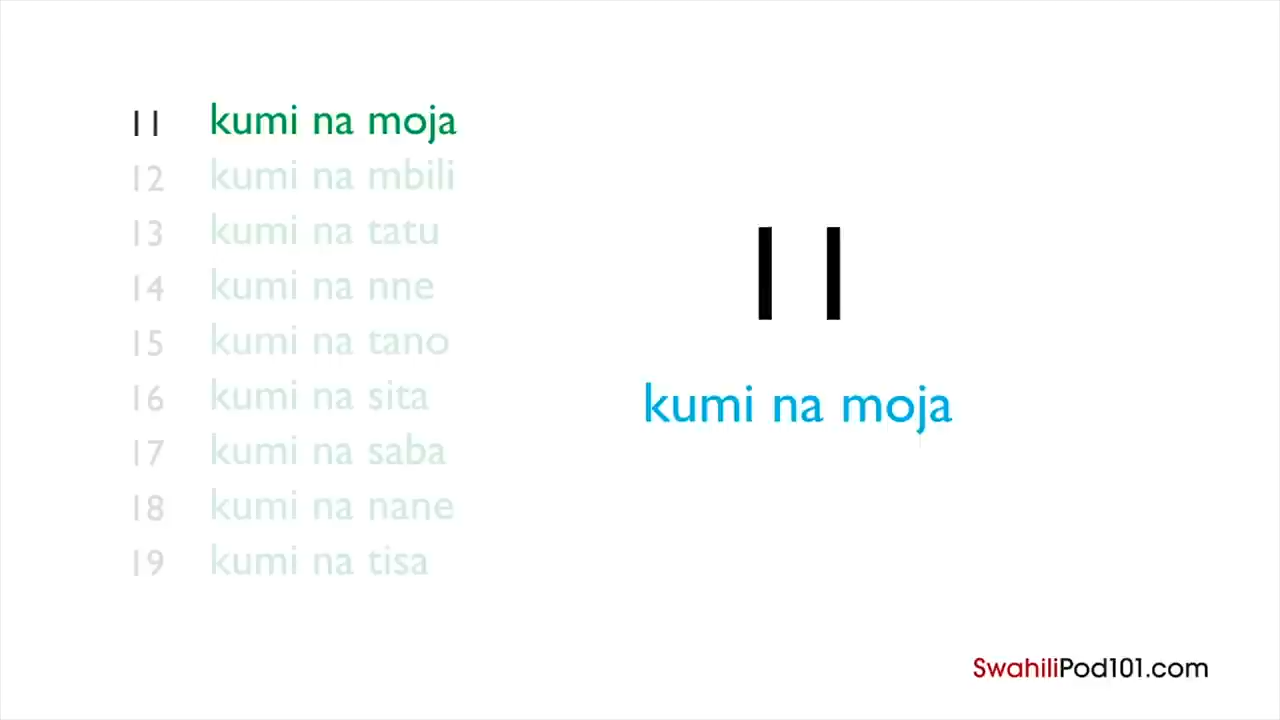 11 kumi na moja
12 kumi na mbili
13 kumi na tatu
14 kumi na nne
15 kumi na tano
16 kumi na sita
17 kumi na saba
18 kumi na nane
19 kumi na tisa
11
kumi na moja
SwahiliPod101.com